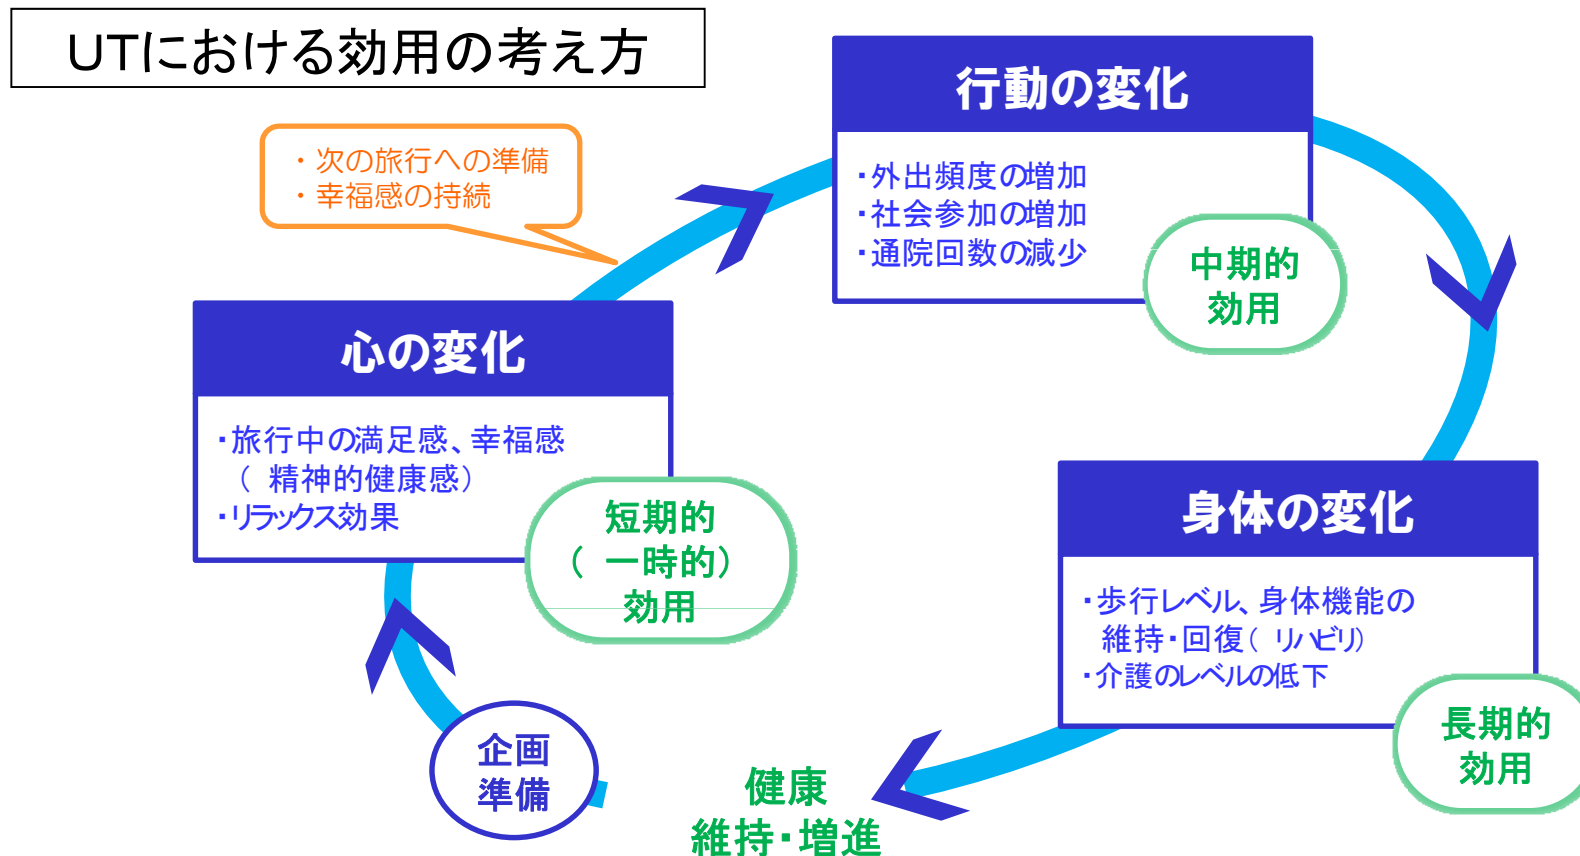 UTにおける効用の考え方
・次の旅行への準備
・幸福感の持続
行動の変化
・外出頻度の増加
・社会参加の増加
・通院回数の減少
中期的
効用
心の変化
・旅行中の満足感、幸福感
（ 精神的健康感）
・リラックス効果
短期的
（ 一時的）
効用
身体の変化
・歩行レベル、身体機能の
維持・回復（ リハビリ）
・介護のレベルの低下
長期的
効用
企画
準備
健康
維持・増進